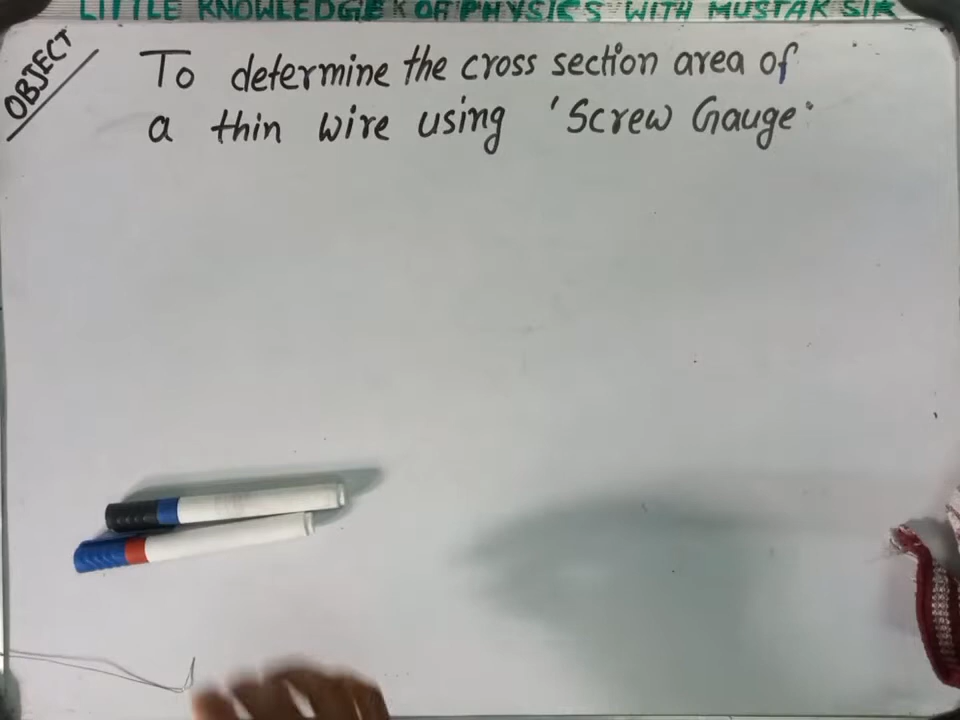 LITTLE KNOWLEDGE OF PHYSICS WITH MUSTAK SIR
OBJECT
To determine the cross section area of
a thin wire using 'Screw Gauge'